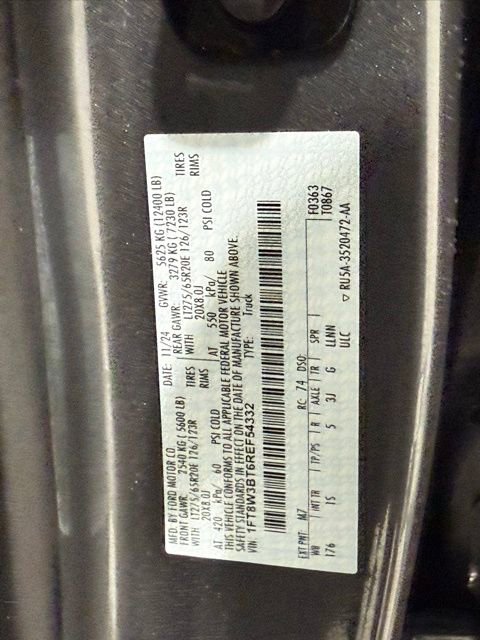 MFD. BY FORD MOTOR CO.
DATE: 11/24 GVWR: 5625 KG (12400 LB)
FRONT GAWR: 2540 KG (5600 LB) REAR GAWR: 3279 KG (7230 LB)
WITH LT275/65R20E 126/123R TIRES WITH LT275/65R20E 126/123R TIRES
20X8.0J RIMS 20X8.0J RIMS
AT 420 kPa/ 60 PSI COLD AT 550 kPa/ 80 PSI COLD
THIS VEHICLE CONFORMS TO ALL APPLICABLE FEDERAL MOTOR VEHICLE
SAFETY STANDARDS IN EFFECT ON THE DATE OF MANUFACTURE SHOWN ABOVE.
VIN: 1FT8W3BT6REF54332 TYPE: Truck
F0363
T0867
EXT PNT: M7 RC: 74 DSO:
WB INT TR TP/PS R AXLE TR SPR
176 IS 5 3J G LLNN
ULC ▽ RU5A-3520472-AA